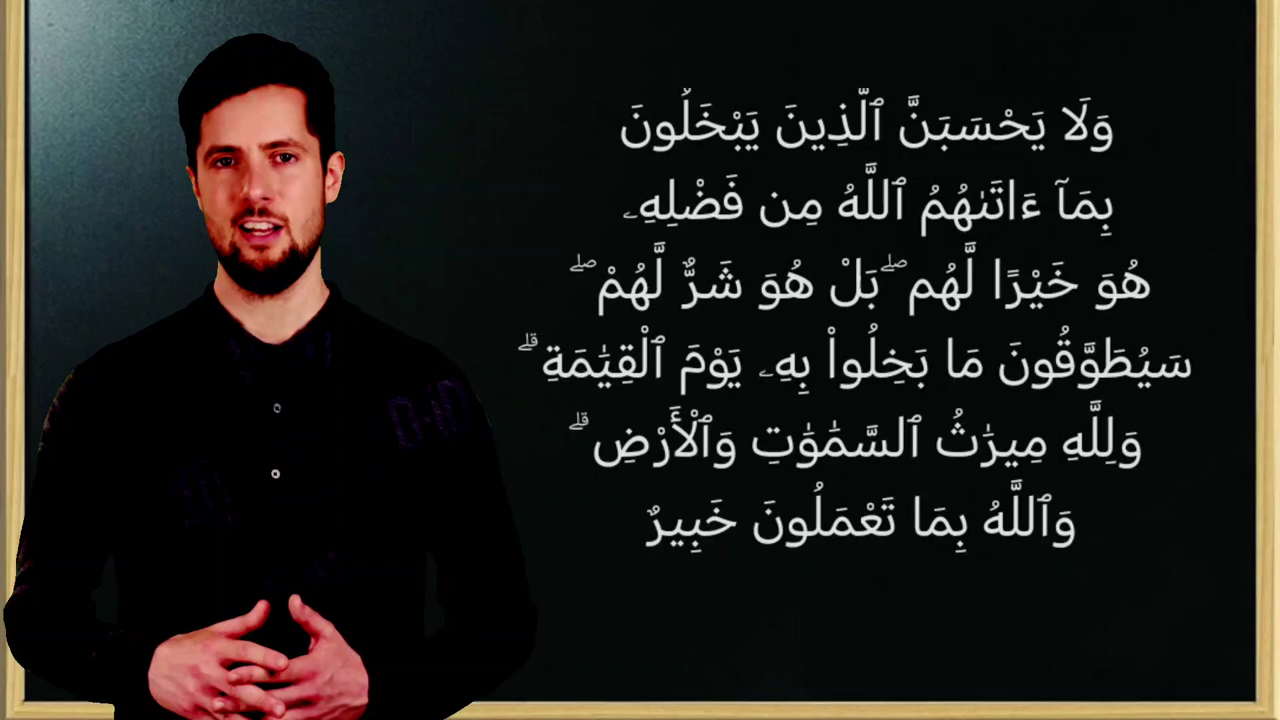 وَلَا يَحْسَبَنَّ ٱلَّذِينَ يَبْخَلُونَ
بِمَآ ءَاتَىٰهُمُ ٱللَّهُ مِن فَضْلِهِۦ
هُوَ خَيْرًا لَّهُم ۖ بَلْ هُوَ شَرٌّ لَّهُمْ ۖ
سَيُطَوَّقُونَ مَا بَخِلُوا۟ بِهِۦ يَوْمَ ٱلْقِيَٰمَةِ ۗ
وَلِلَّهِ مِيرَٰثُ ٱلسَّمَٰوَٰتِ وَٱلْأَرْضِ ۗ
وَٱللَّهُ بِمَا تَعْمَلُونَ خَبِيرٌ